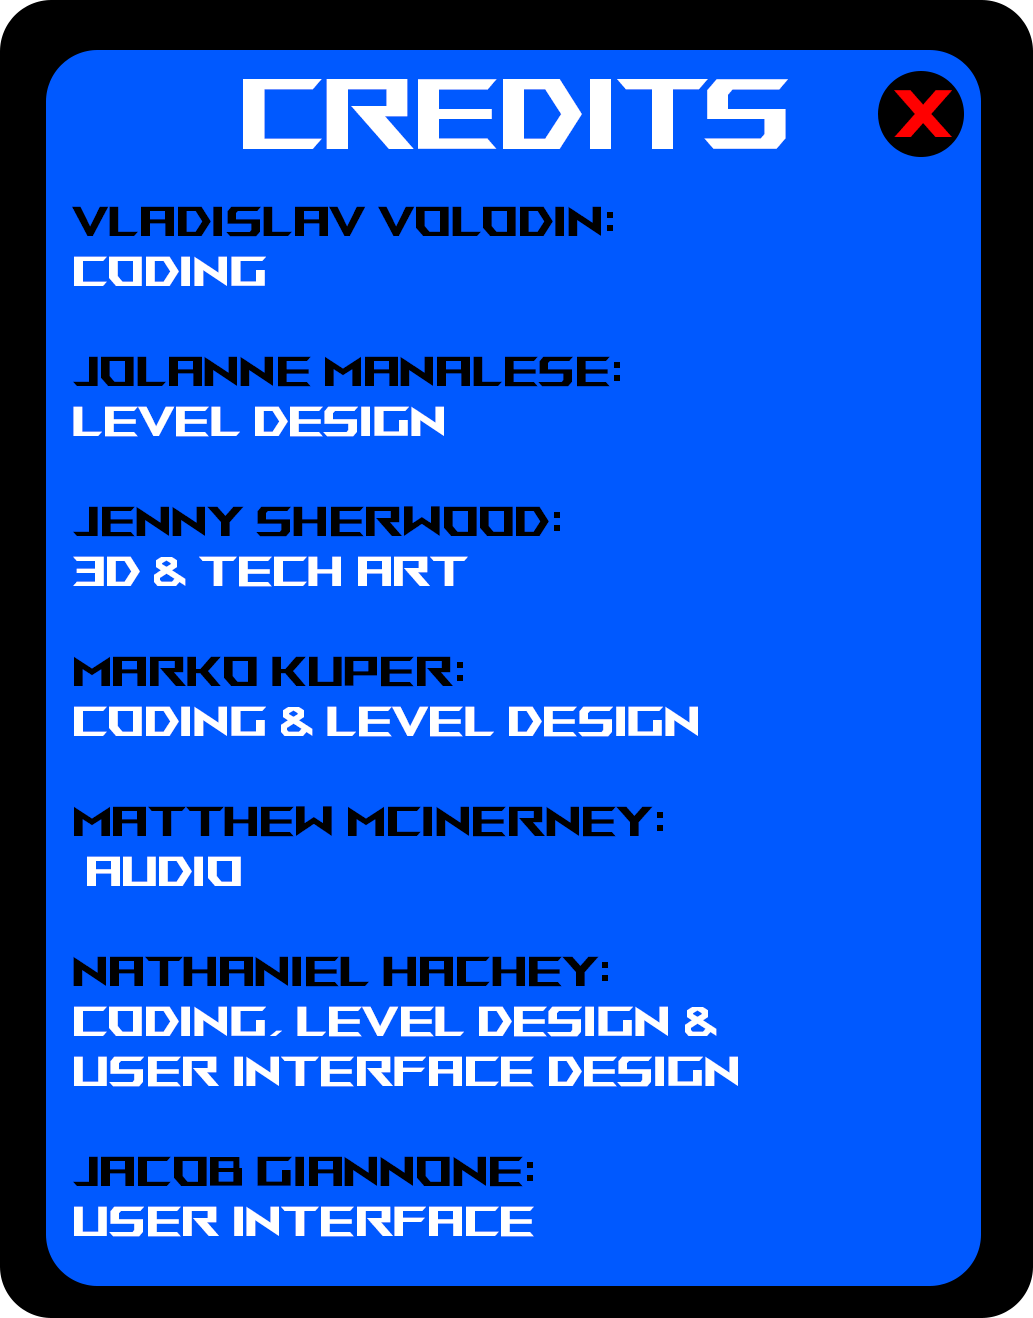 CREDITS
X
VLADISLAV VOLODIN:
CODING
JOLANNE MANALESE:
LEVEL DESIGN
JENNY SHERWOOD:
3D & TECH ART
MARKO KUPER:
CODING & LEVEL DESIGN
MATTHEW MCINERNEY:
AUDIO
NATHANIEL HACHEY:
CODING, LEVEL DESIGN &
USER INTERFACE DESIGN
JACOB GIANNONE:
USER INTERFACE